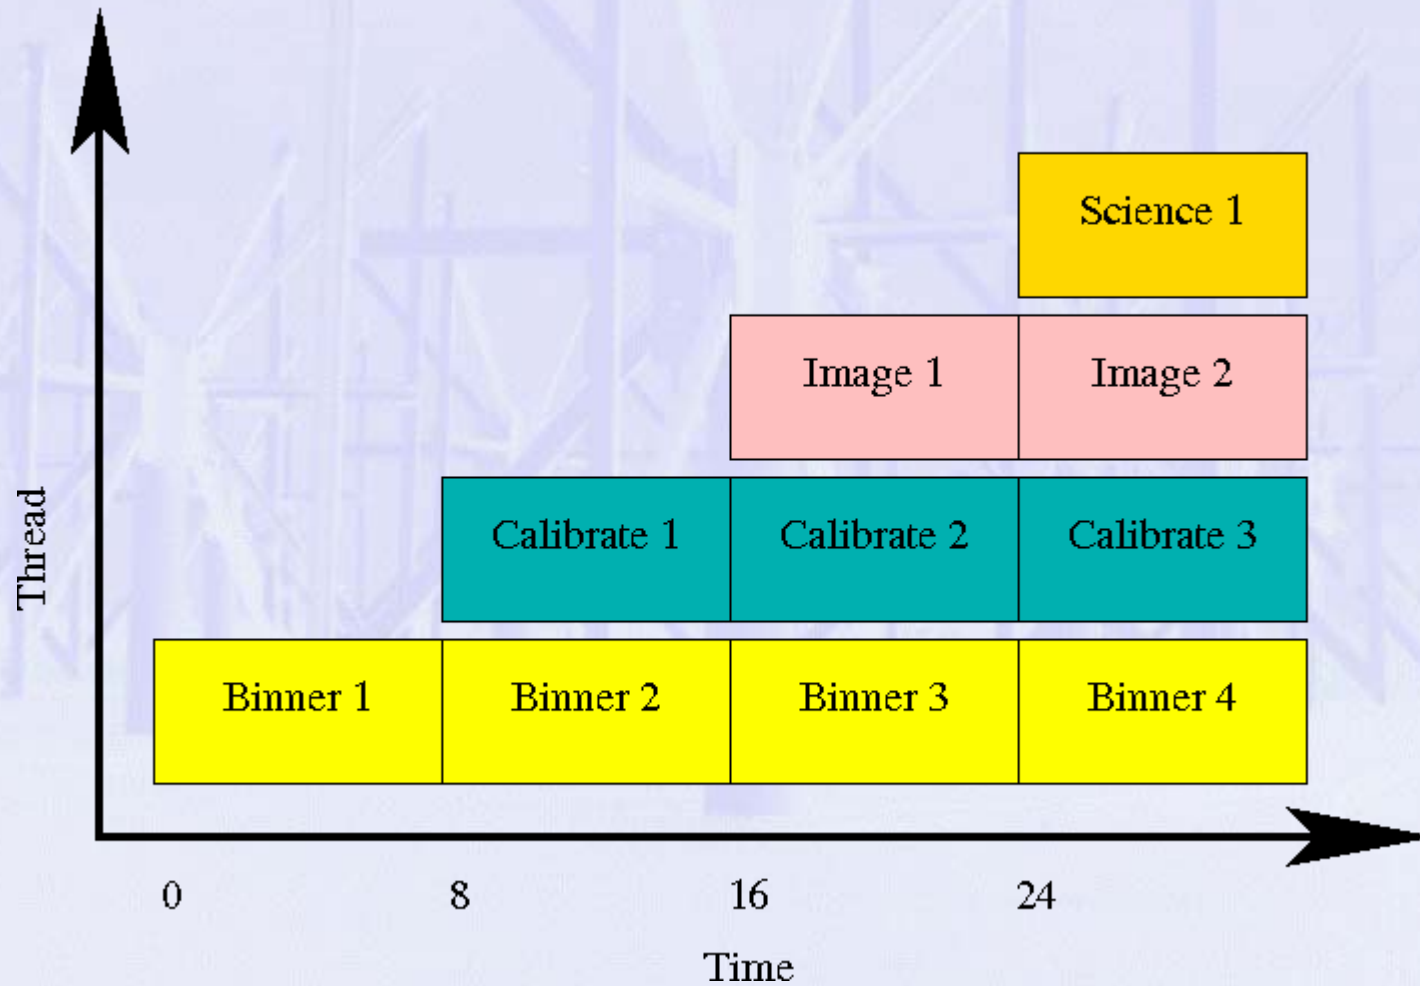 Science 1
Image 1 Image 2
Calibrate 1 Calibrate 2 Calibrate 3
Thread
Binner 1 Binner 2 Binner 3 Binner 4
0 8 16 24
Time